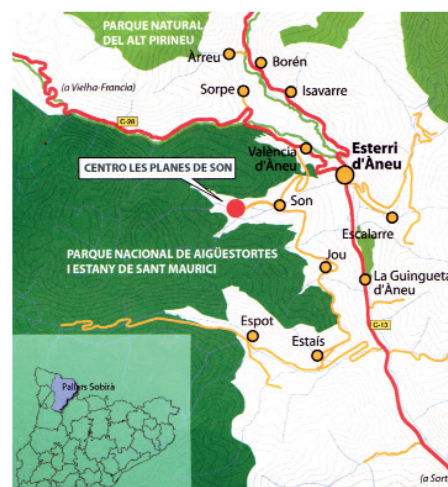 PARQUE NATURAL
DEL ALT PIRINEU
Àrreu
Borén
(a Vielha-Francia)
Sorpe
Isavarre
C-28
València
d'Àneu
Esterri
d'Àneu
CENTRO LES PLANES DE SON
Son
Escalarre
PARQUE NACIONAL DE AIGÜESTORTES
I ESTANY DE SANT MAURICI
Jou
La Guingueta
d'Àneu
Espot
Estaís
C-13
Pallars Sobirà
(a Sort